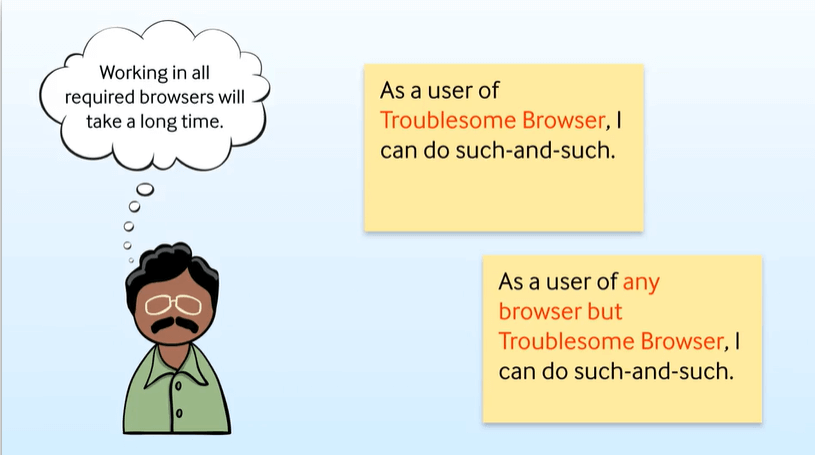 Working in all
required browsers will
take a long time.
As a user of
Troublesome Browser, I
can do such-and-such.
As a user of any
browser but
Troublesome Browser, I
can do such-and-such.